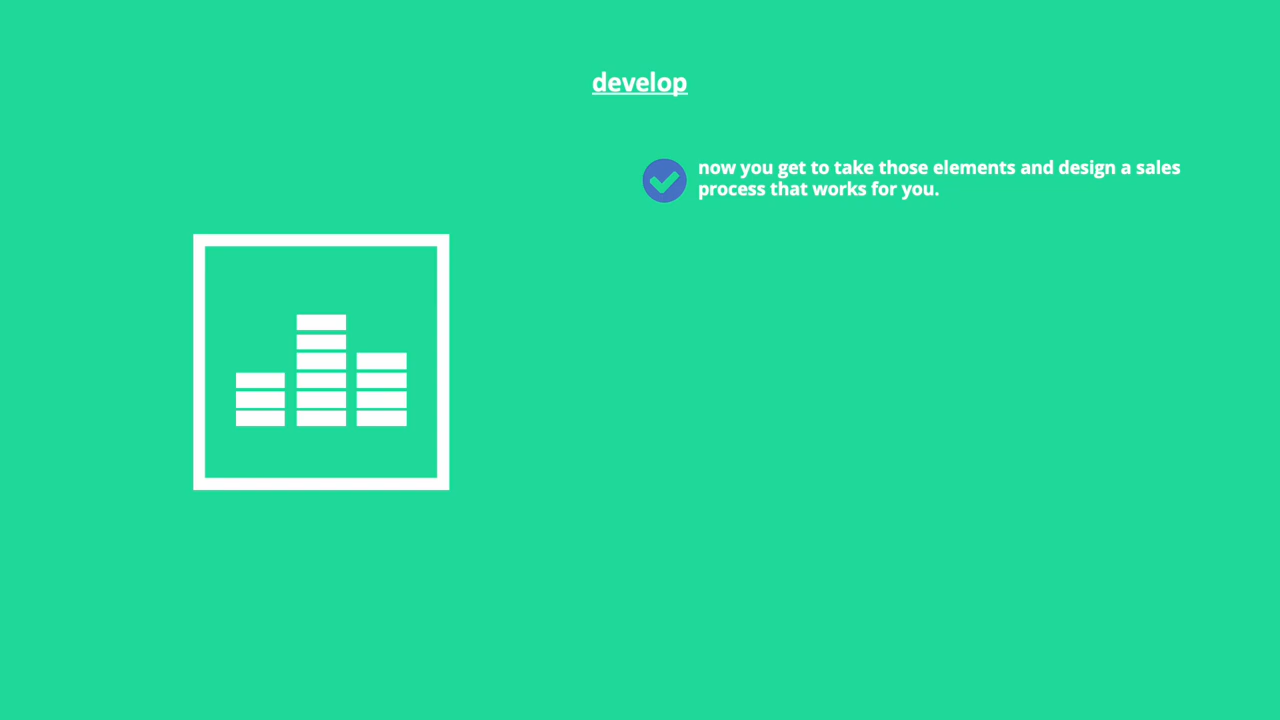 develop
now you get to take those elements and design a sales
process that works for you.